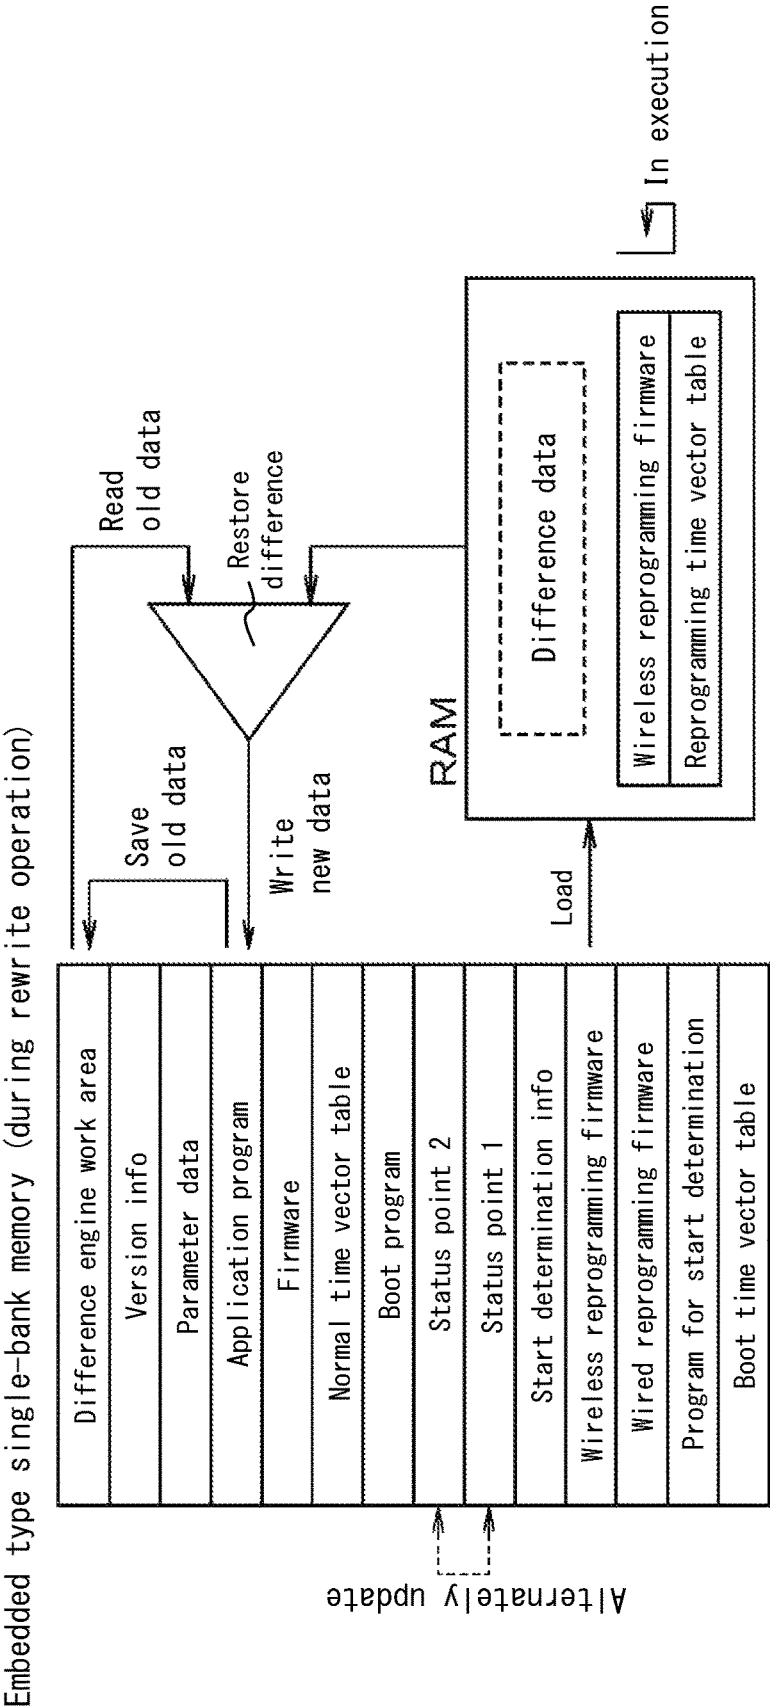 Embedded type single-bank memory (during rewrite operation)
Difference engine work area
Version info
Parameter data
Application program
Firmware
Normal time vector table
Boot program
Status point 2
Status point 1
Start determination info
Wireless reprogramming firmware
Wired reprogramming firmware
Program for start determination
Boot time vector table
Alternately update
Save
old data
Write
new data
Read
old data
Restore
difference
Load
RAM
Difference data
Wireless reprogramming firmware
Reprogramming time vector table
In execution